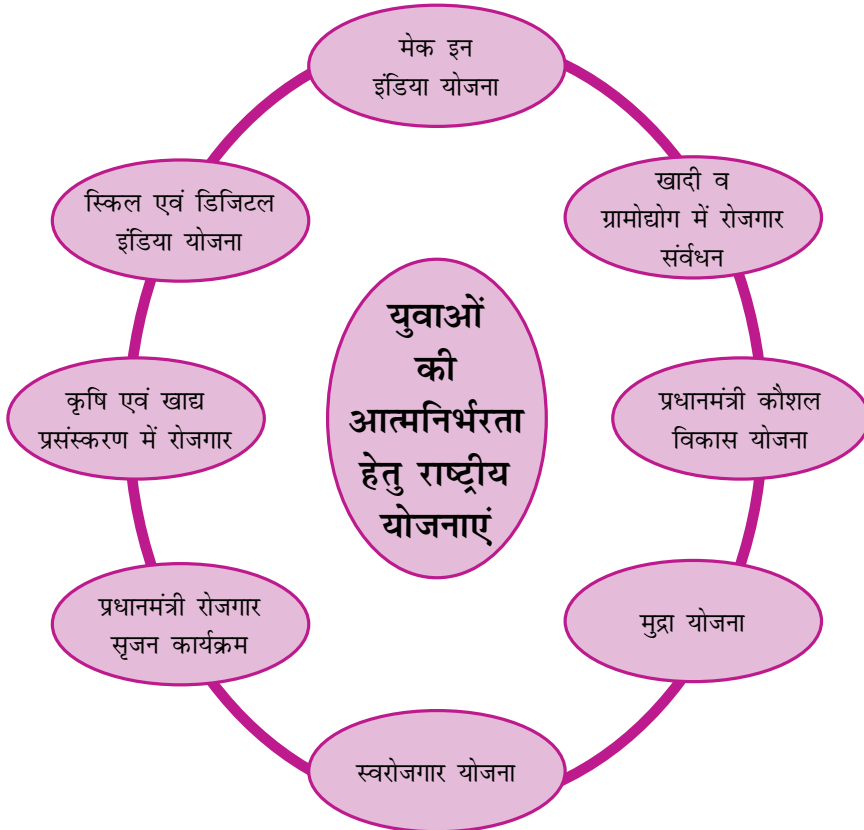 मेक इन
इंडिया योजना
खादी व
ग्रामोद्योग में रोजगार
संर्वधन
प्रधानमंत्री कौशल
विकास योजना
मुद्रा योजना
स्वरोजगार योजना
प्रधानमंत्री रोजगार
सृजन कार्यक्रम
कृषि एवं खाद्य
प्रसंस्करण में रोजगार
स्किल एवं डिजिटल
इंडिया योजना
युवाओं
की
आत्मनिर्भरता
हेतु राष्ट्रीय
योजनाएं